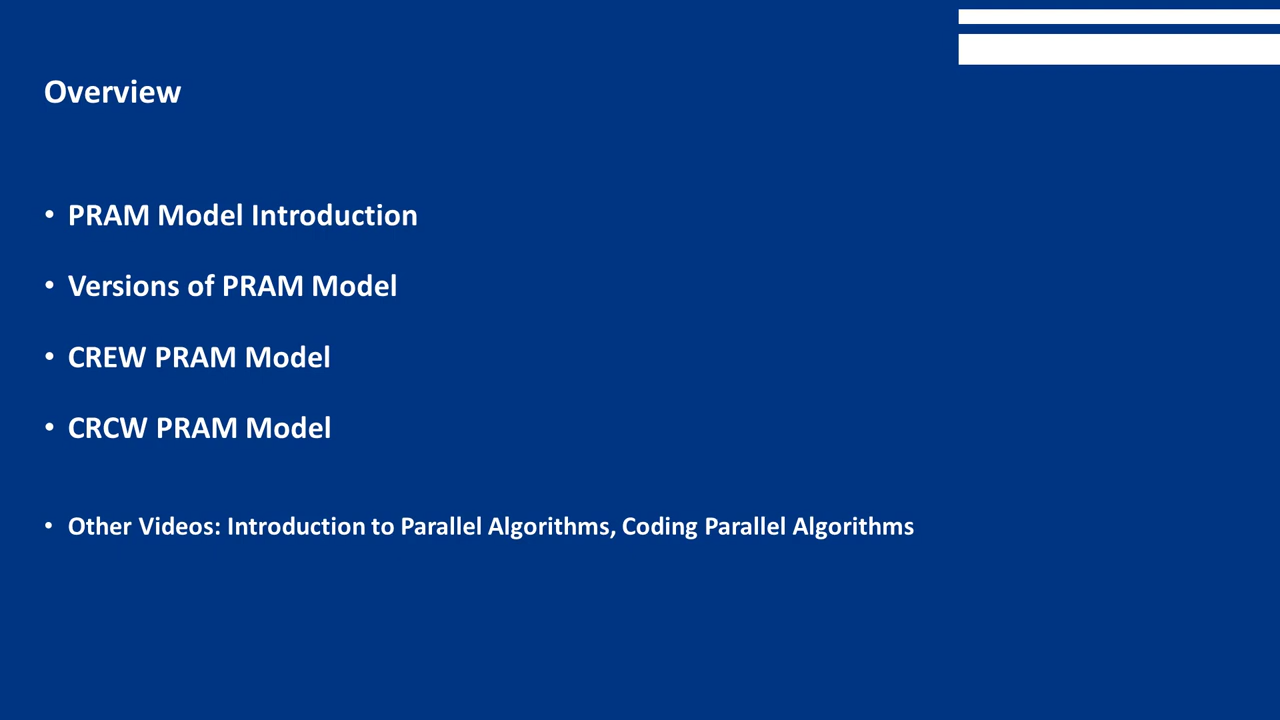 Overview
• PRAM Model Introduction
• Versions of PRAM Model
• CREW PRAM Model
• CRCW PRAM Model
• Other Videos: Introduction to Parallel Algorithms, Coding Parallel Algorithms